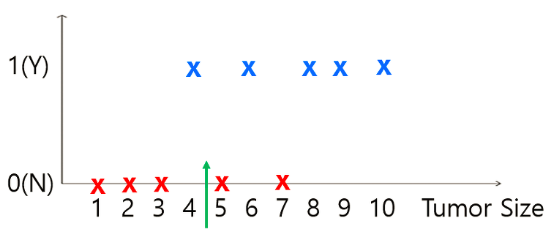 1(Y)
x x x x x
0(N) x x x x x
1 2 3 4 5 6 7 8 9 10 Tumor Size